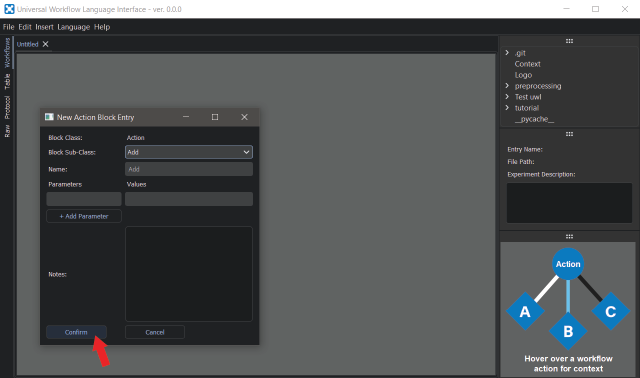 Universal Workflow Language Interface - ver. 0.0.0
File Edit Insert Language Help
Workflows
Table
Protocol
Raw
Untitled
New Action Block Entry
Block Class: Action
Block Sub-Class: Add
Name: Add
Parameters Values
+ Add Parameter
Notes:
Confirm Cancel
.git
Context
Logo
preprocessing
Test uwl
tutorial
__pycache__
Entry Name:
File Path:
Experiment Description:
Action
A
B
C
Hover over a workflow
action for context